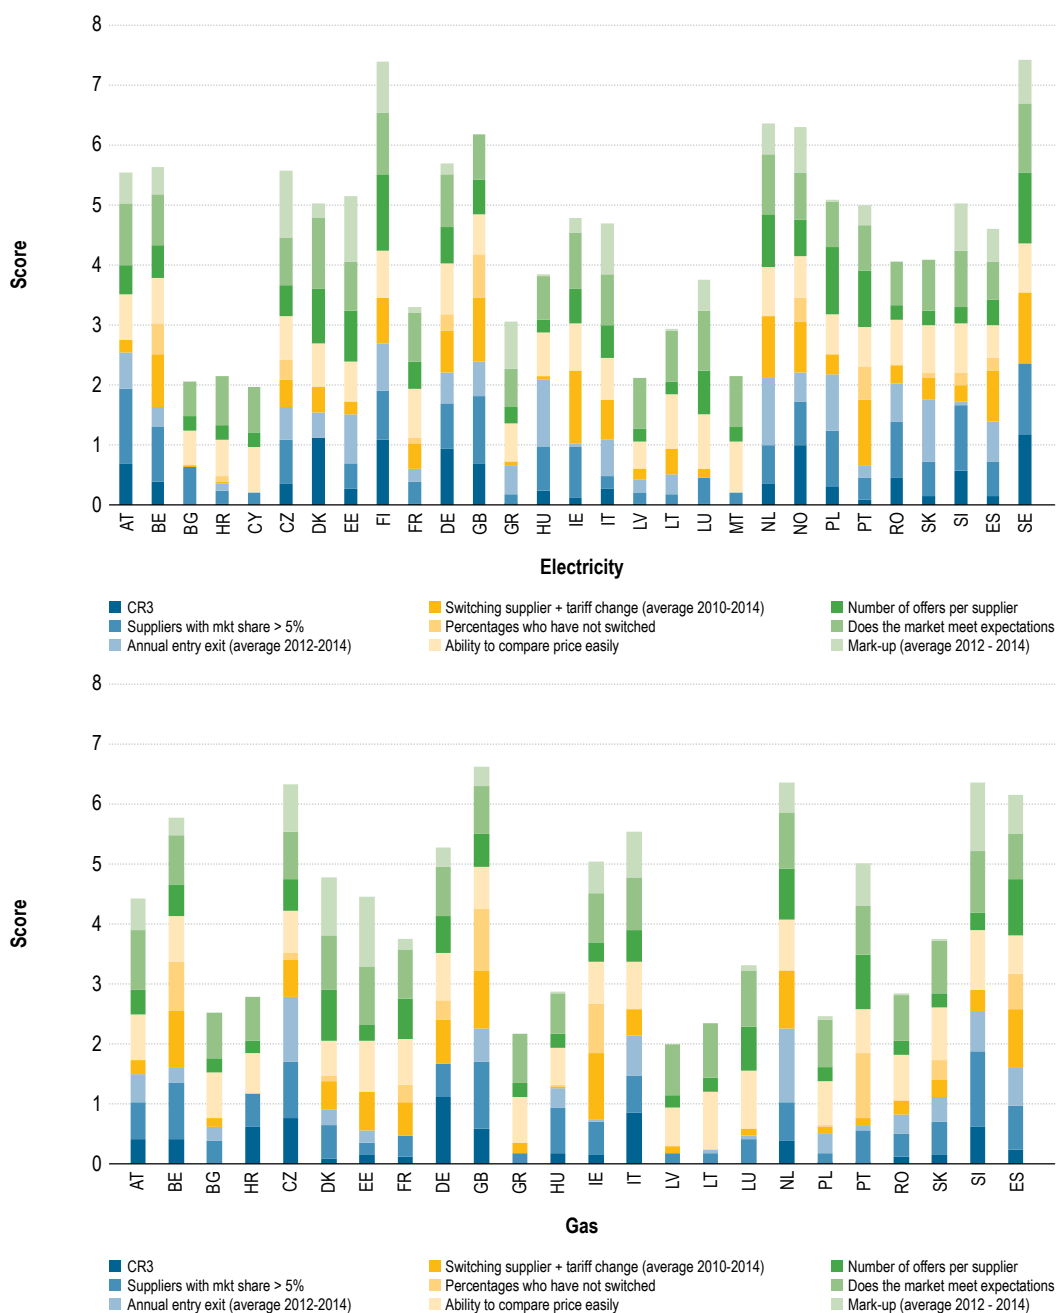 8
7
6
5
4
3
2
1
0
Score
AT BE BG HR CY CZ DK EE FI FR DE GB GR HU IE IT LV LT LU MT NL NO PL PT RO SK SI ES SE
Electricity
CR3
Suppliers with mkt share > 5%
Annual entry exit (average 2012-2014)
Switching supplier + tariff change (average 2010-2014)
Percentages who have not switched
Ability to compare price easily
Number of offers per supplier
Does the market meet expectations
Mark-up (average 2012 - 2014)
8
7
6
5
4
3
2
1
0
Score
AT BE BG HR CZ DK EE FR DE GB GR HU IE IT LV LT LU NL PL PT RO SK SI ES
Gas
CR3
Suppliers with mkt share > 5%
Annual entry exit (average 2012-2014)
Switching supplier + tariff change (average 2010-2014)
Percentages who have not switched
Ability to compare price easily
Number of offers per supplier
Does the market meet expectations
Mark-up (average 2012 - 2014)